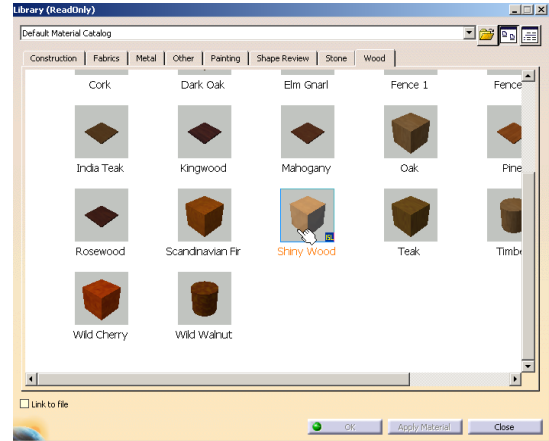 Library (ReadOnly)
Default Material Catalog
Construction Fabrics Metal Other Painting Shape Review Stone Wood
Cork Dark Oak Elm Gnarl Fence 1 Fence
India Teak Kingwood Mahogany Oak Pine
Rosewood Scandinavian Fir Shiny Wood Teak
Wild Cherry Wild Walnut
Link to file
OK Apply Material Close